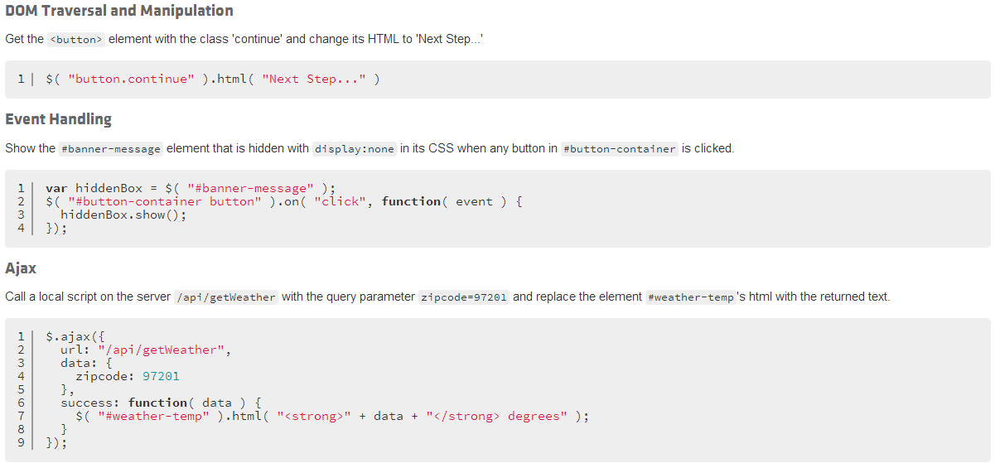 DOM Traversal and Manipulation
Get the <button> element with the class 'continue' and change its HTML to 'Next Step...'
1 $( "button.continue" ).html( "Next Step..." )
Event Handling
Show the #banner-message element that is hidden with display:none in its CSS when any button in #button-container is clicked.
1 var hiddenBox = $( "#banner-message" );
2 $( "#button-container button" ).on( "click", function( event ) {
3   hiddenBox.show();
4 });
Ajax
Call a local script on the server /api/getWeather with the query parameter zipcode=97201 and replace the element #weather-temp's html with the returned text.
1 $.ajax({
2   url: "/api/getWeather",
3   data: {
4     zipcode: 97201
5   },
6   success: function( data ) {
7     $( "#weather-temp" ).html( "<strong>" + data + "</strong> degrees" );
8   }
9 });